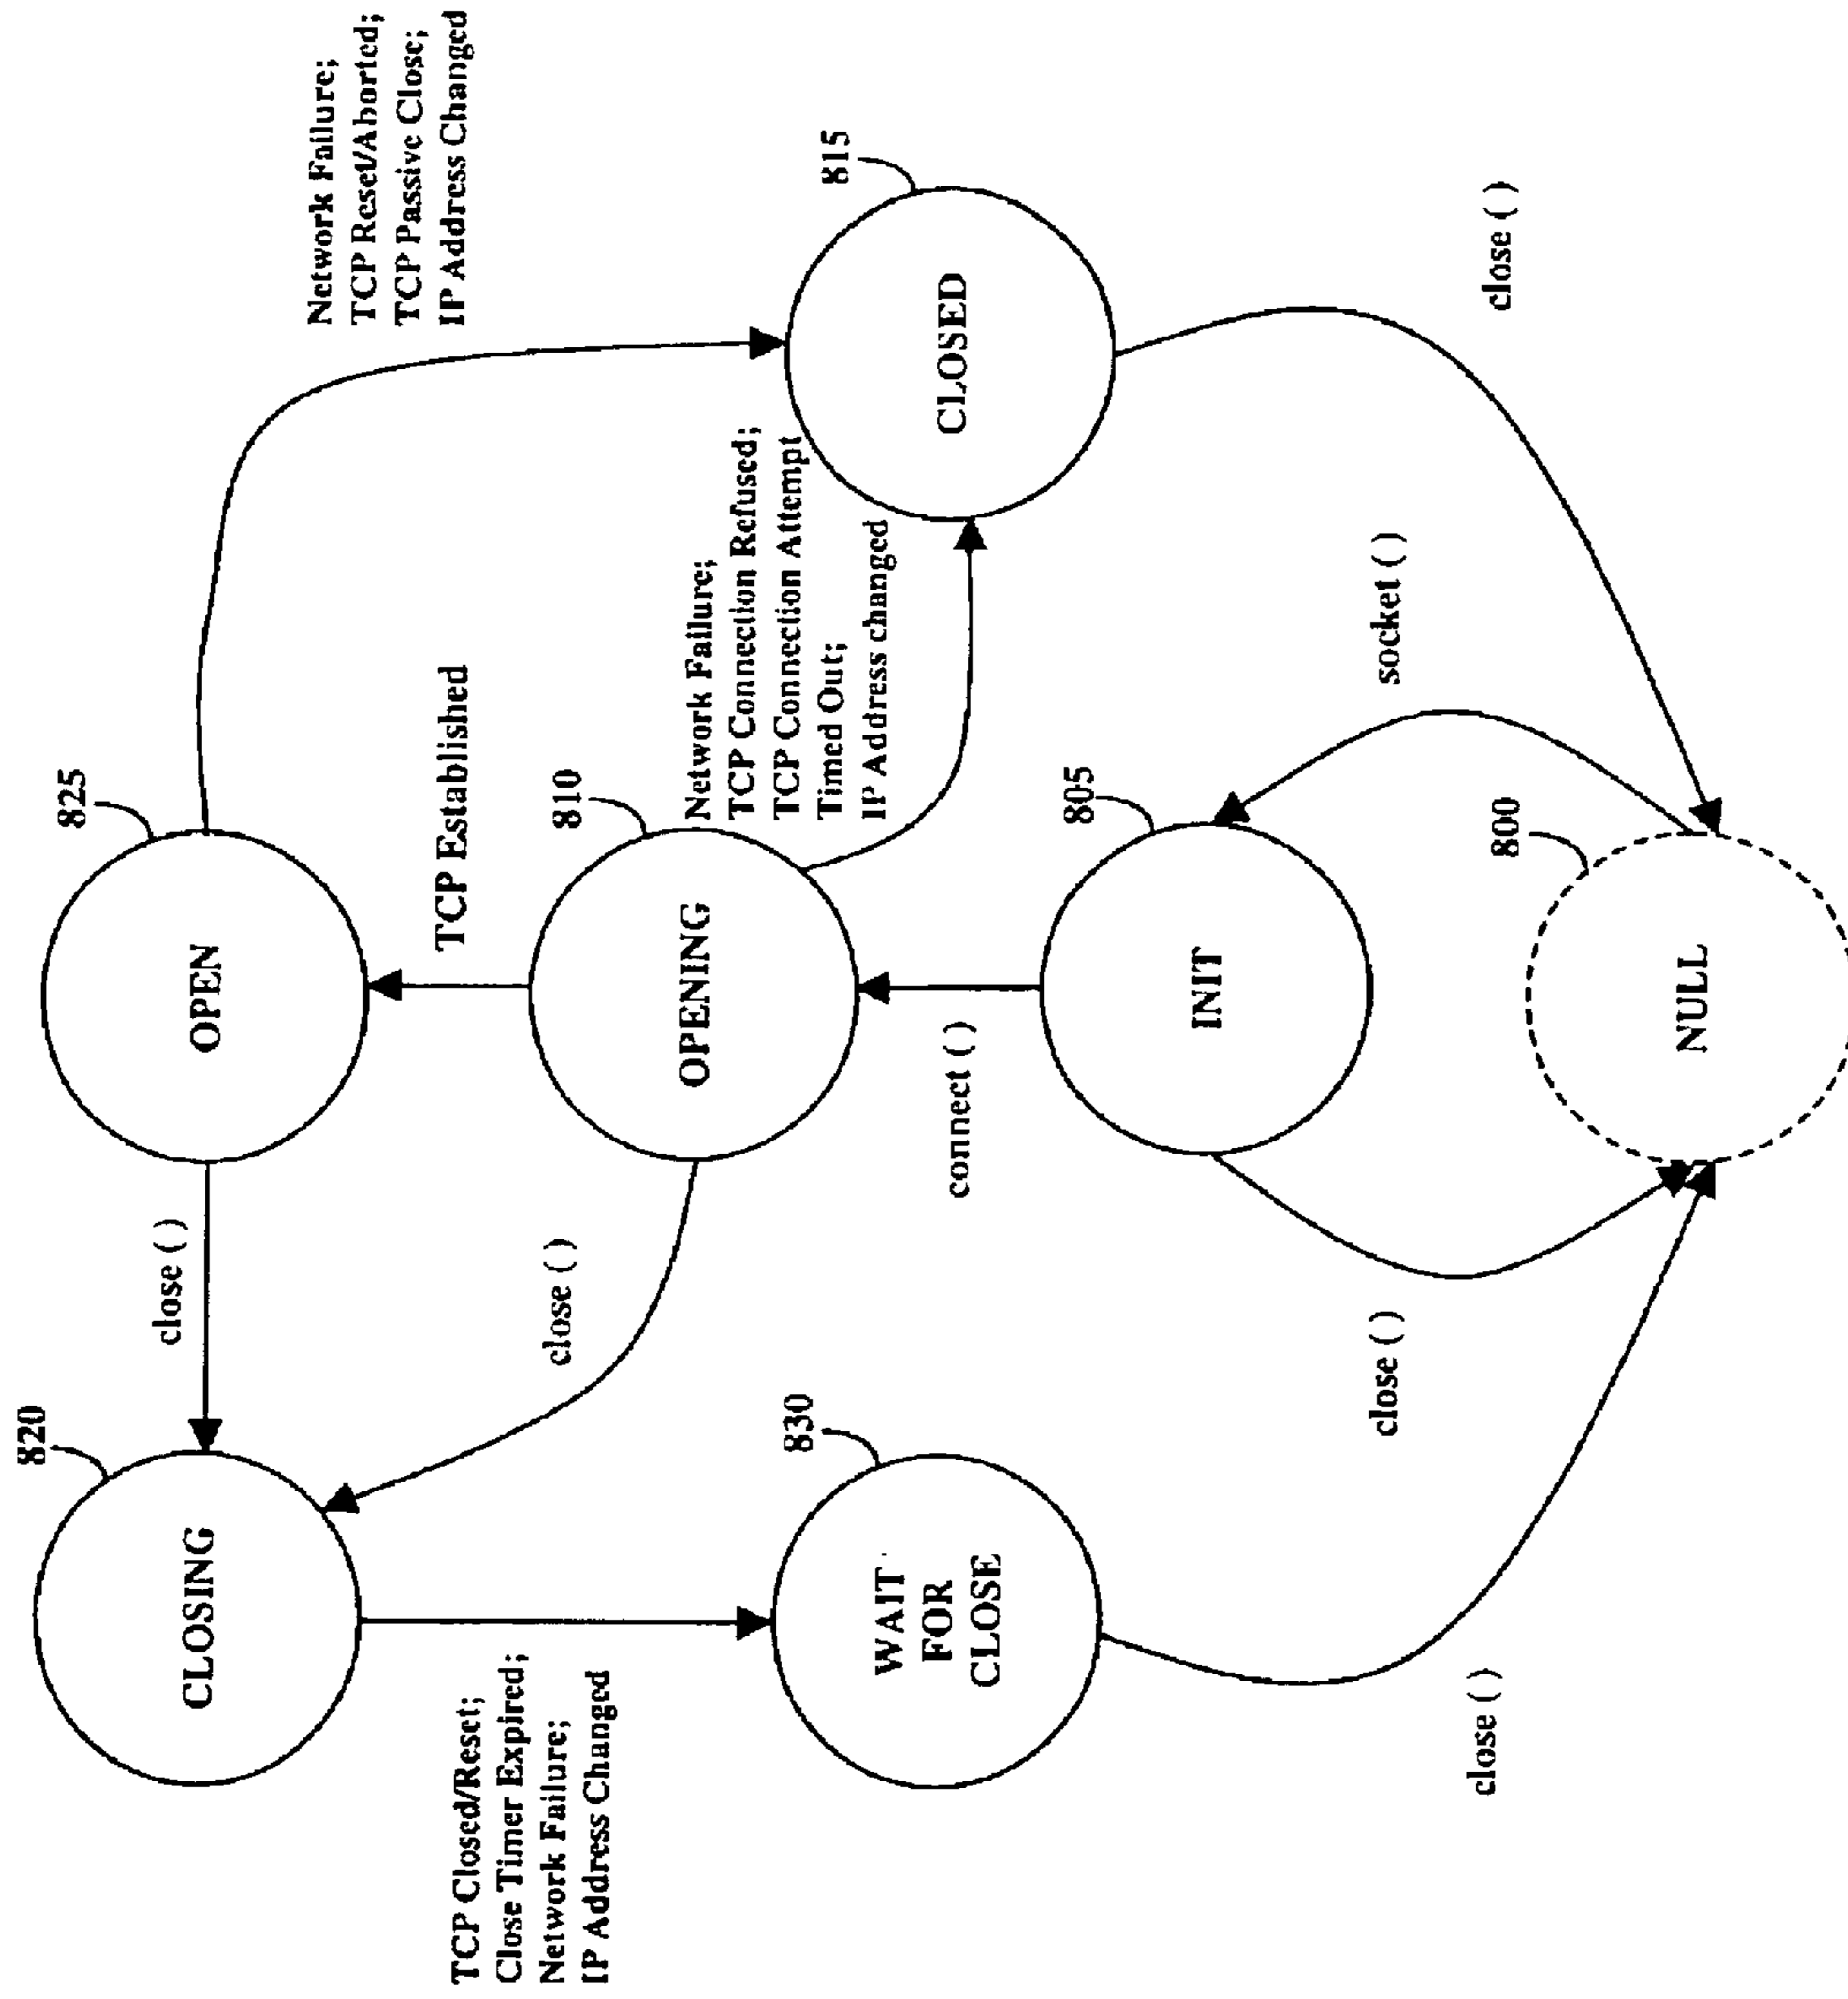 820
CLOSING
close ( )
825
OPEN
Network Failure;
TCP Reset/Aborted;
TCP Passive Close;
IP Address Changed
TCP Closed/Reset;
Close Timer Expired;
Network Failure;
IP Address Changed
close ( )
TCP Established
810
OPENING
Network Failure;
TCP Connection Refused;
TCP Connection Attempt
Timed Out;
IP Address changed
830
WAIT
FOR
CLOSE
connect ( )
815
CLOSED
805
INIT
close ( )
socket ( )
close ( )
800
NULL
close ( )